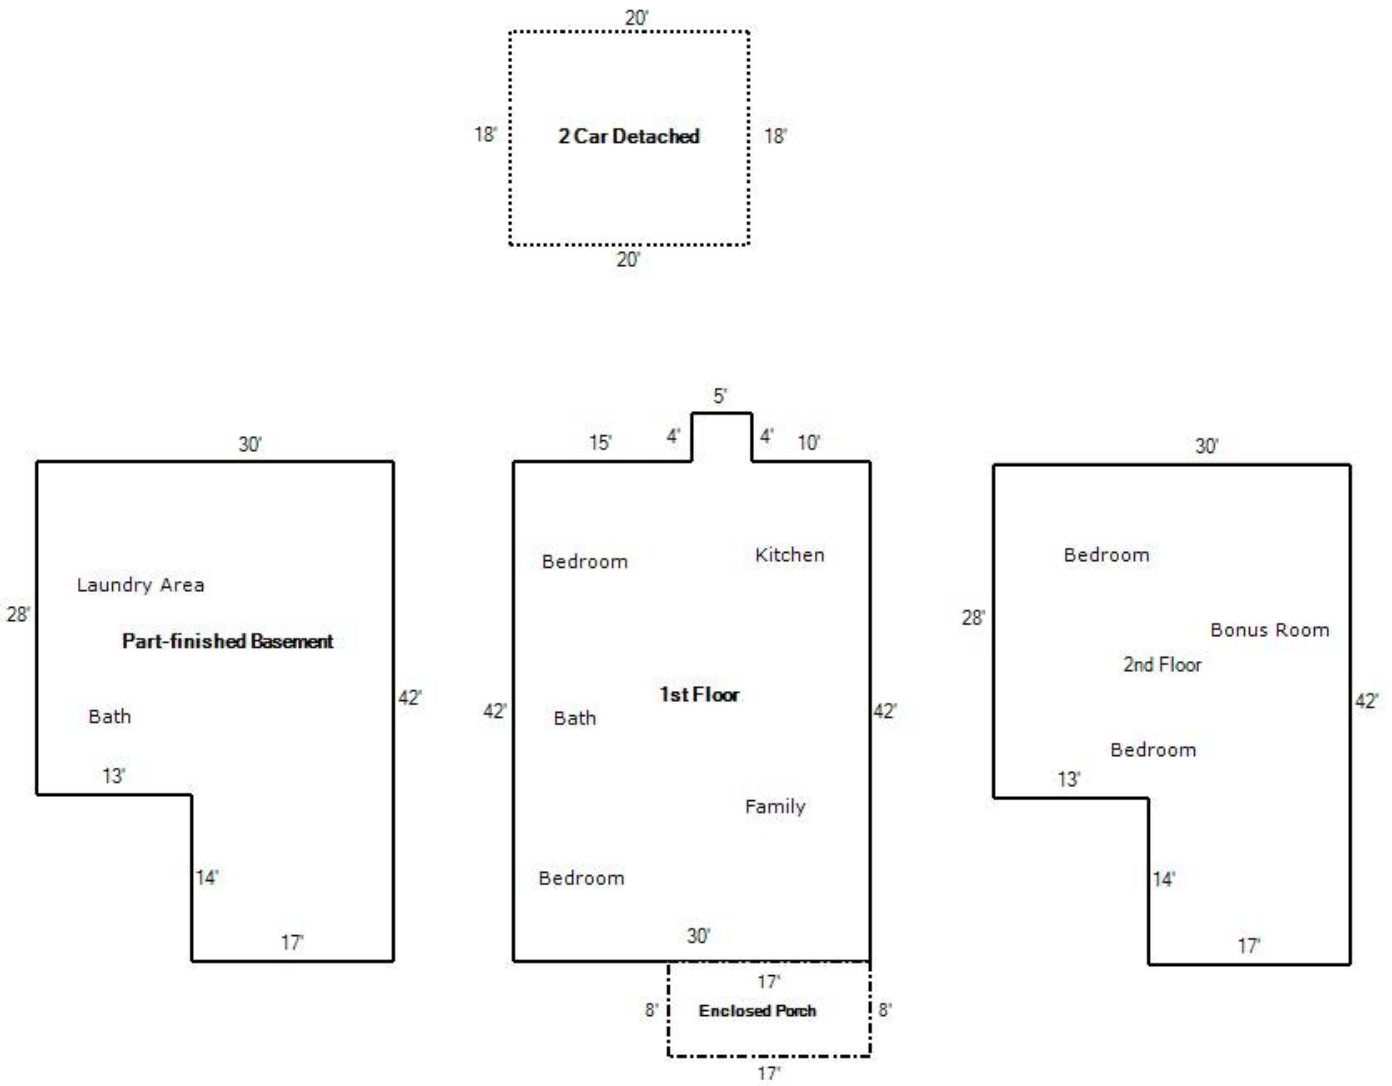 20'
18'
2 Car Detached
18'
20'
30'
Laundry Area
28'
Part-finished Basement
42'
Bath
13'
14'
17'
5'
15'
4'
4'
10'
Bedroom
Kitchen
1st Floor
42'
Bath
42'
Family
Bedroom
30'
17'
8'
Enclosed Porch
8'
17'
30'
Bedroom
28'
Bonus Room
2nd Floor
42'
Bedroom
13'
14'
17'